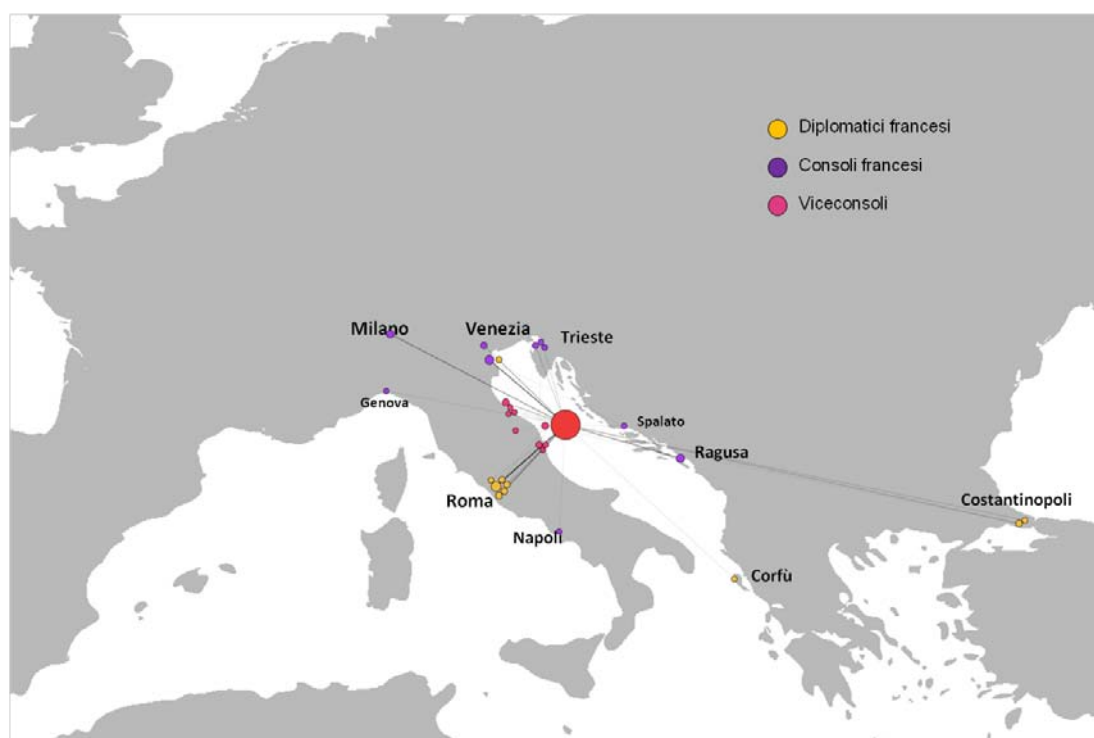 Diplomatici francesi
Consoli francesi
Viceconsoli
Milano
Venezia
Trieste
Genova
Spalato
Ragusa
Roma
Costantinopoli
Napoli
Corfù